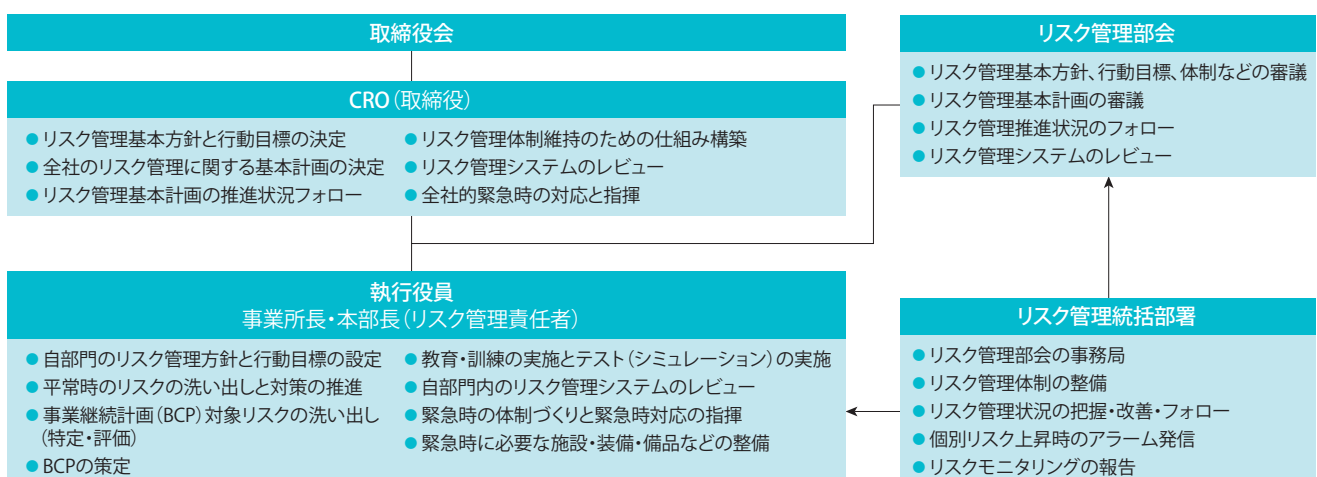 取締役会
CRO（取締役）
●リスク管理基本方針と行動目標の決定
●全社のリスク管理に関する基本計画の決定
●リスク管理基本計画の推進状況フォロー
●リスク管理体制維持のための仕組み構築
●リスク管理システムのレビュー
●全社的緊急時の対応と指揮
リスク管理部会
●リスク管理基本方針、行動目標、体制などの審議
●リスク管理基本計画の審議
●リスク管理推進状況のフォロー
●リスク管理システムのレビュー
執行役員
事業所長・本部長（リスク管理責任者）
●自部門のリスク管理方針と行動目標の設定
●平常時のリスクの洗い出しと対策の推進
●事業継続計画（BCP）対象リスクの洗い出し
（特定・評価）
●BCPの策定
●教育・訓練の実施とテスト（シミュレーション）の実施
●自部門内のリスク管理システムのレビュー
●緊急時の体制づくりと緊急時対応の指揮
●緊急時に必要な施設・装備・備品などの整備
リスク管理統括部署
●リスク管理部会の事務局
●リスク管理体制の整備
●リスク管理状況の把握・改善・フォロー
●個別リスク上昇時のアラーム発信
●リスクモニタリングの報告